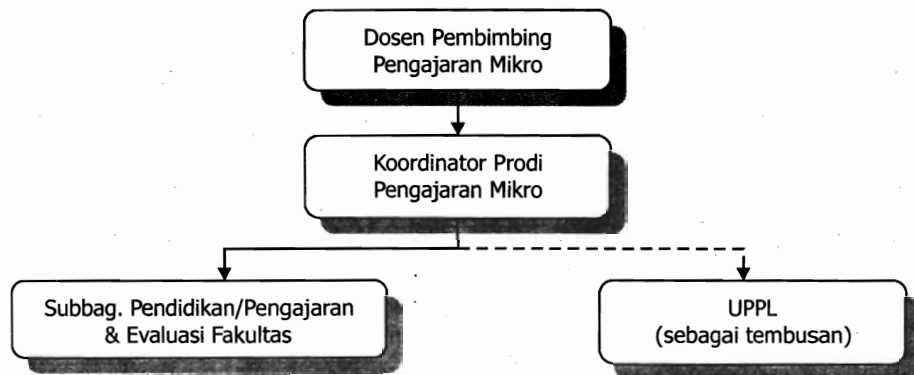 Dosen Pembimbing
Pengajaran Mikro
Koordinator Prodi
Pengajaran Mikro
Subbag. Pendidikan/Pengajaran
& Evaluasi Fakultas
UPPL
(sebagai tembusan)